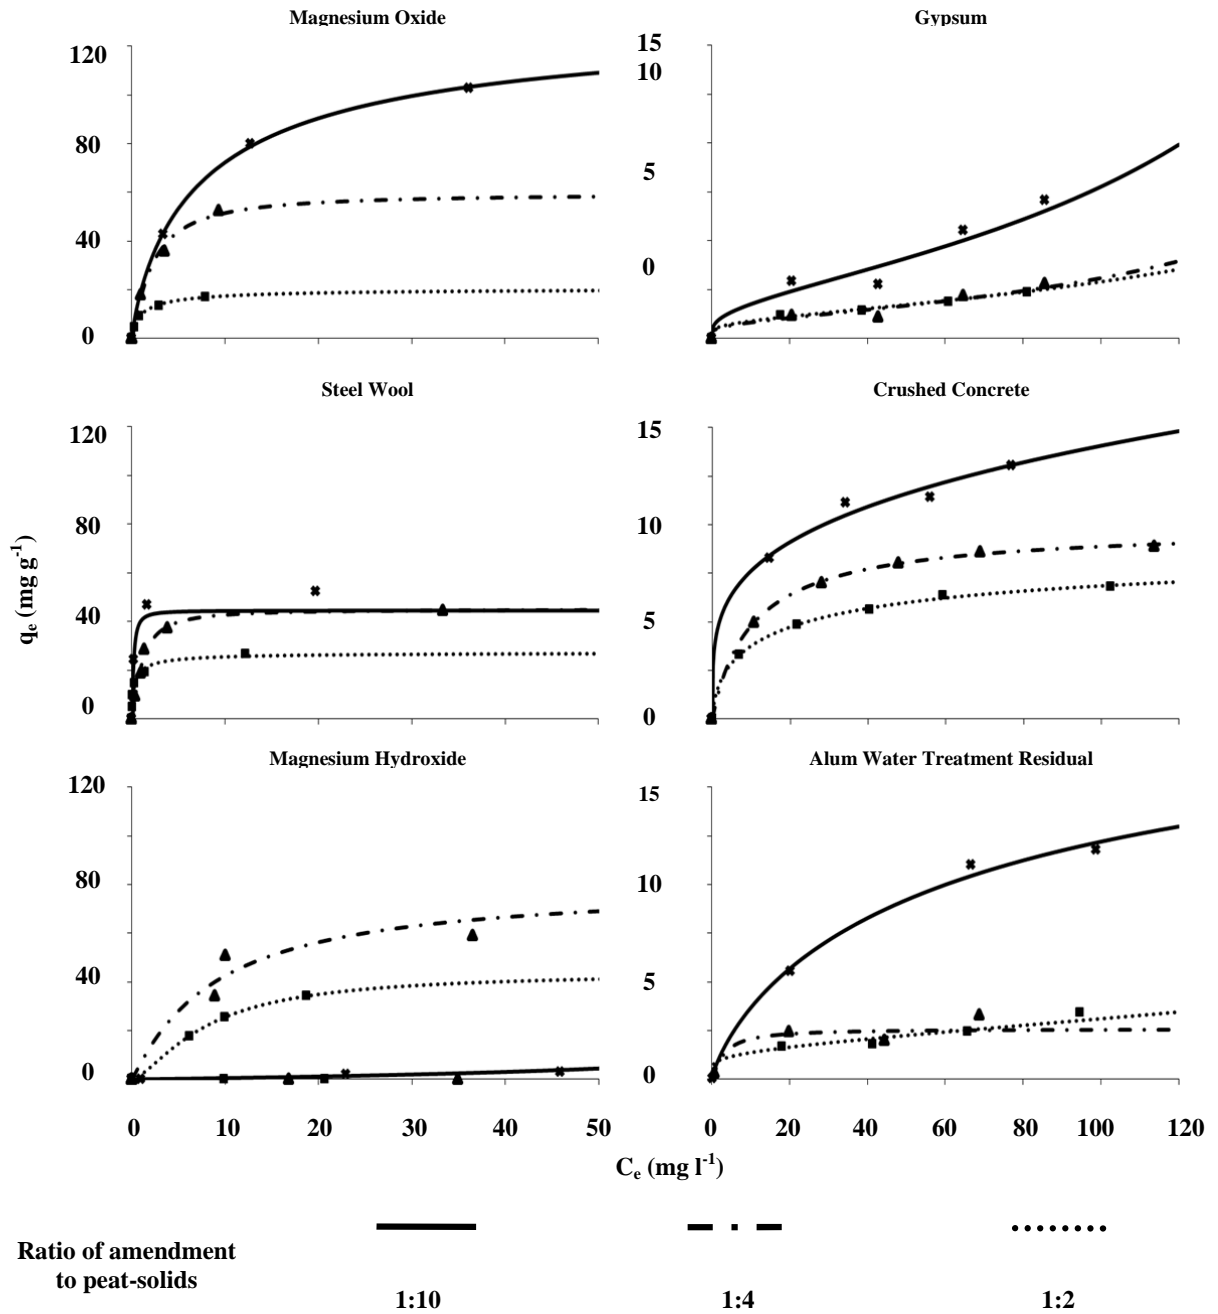 Magnesium Oxide
Gypsum
120
80
40
0
15
10
5
0
Steel Wool
Crushed Concrete
120
80
40
0
15
10
5
0
qe (mg g-1)
Magnesium Hydroxide
Alum Water Treatment Residual
120
80
40
0
15
10
5
0
0 10 20 30 40 50
0 20 40 60 80 100 120
Ce (mg l-1)
Ratio of amendment
to peat-solids
1:10
1:4
1:2